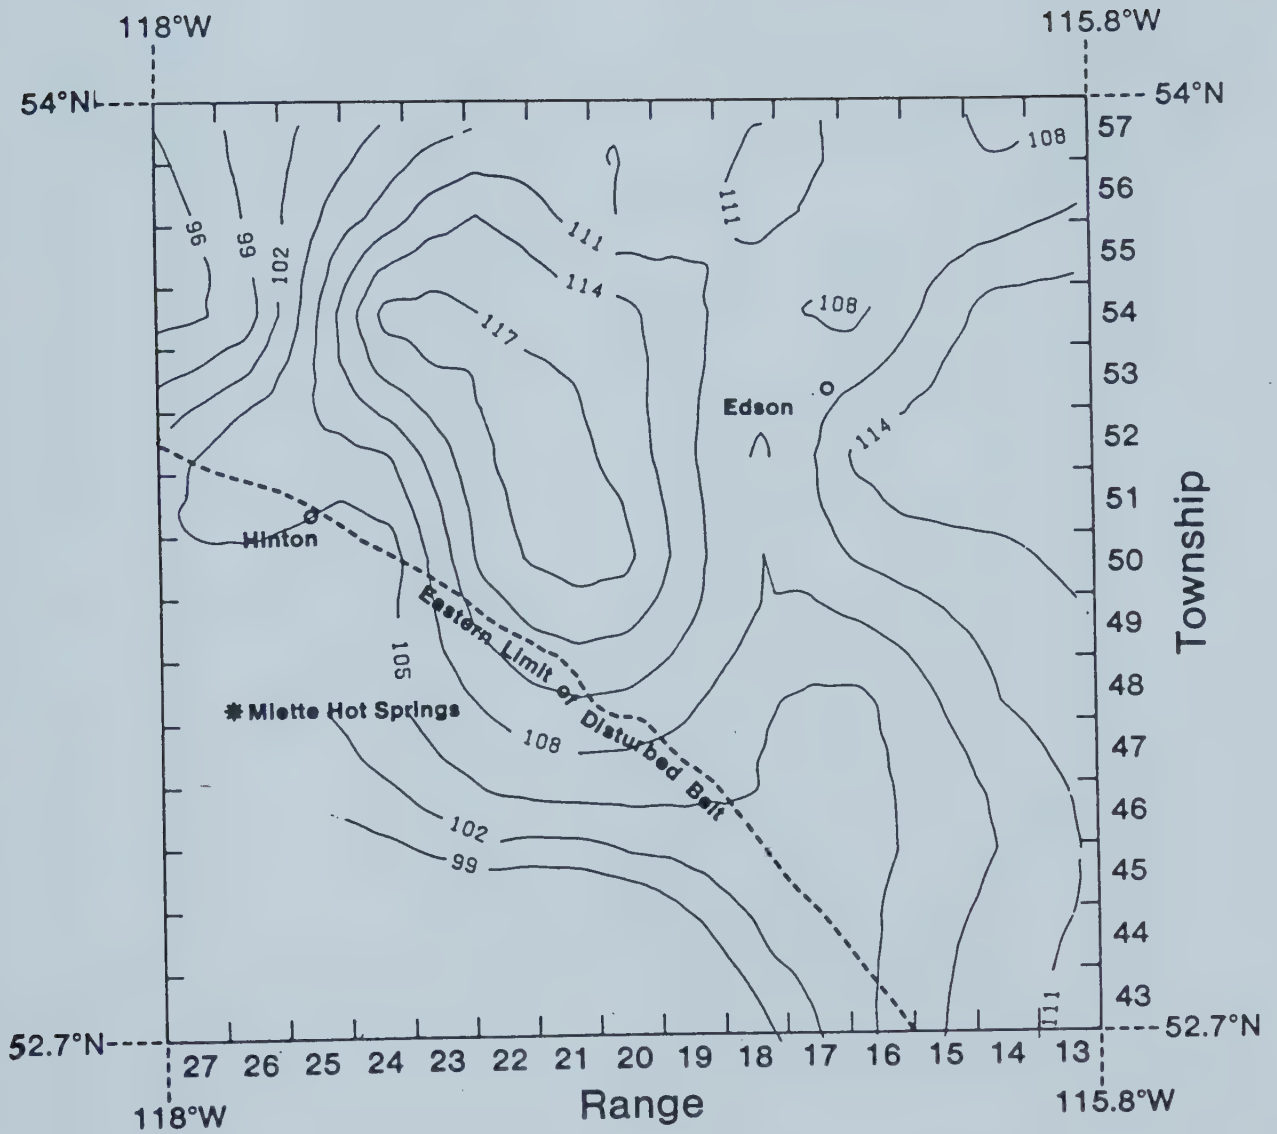 118°W
115.8°W
54°N
54°N
57
108
56
111
111
55
96
99
102
114
108
54
117
53
Edson
52
114
51
Hinton
50
49
Eastern Limit of Disturbed Belt
105
48
Miette Hot Springs
108
47
46
102
99
45
44
43
111
52.7°N
52.7°N
27 26 25 24 23 22 21 20 19 18 17 16 15 14 13
Range
Township
118°W
115.8°W